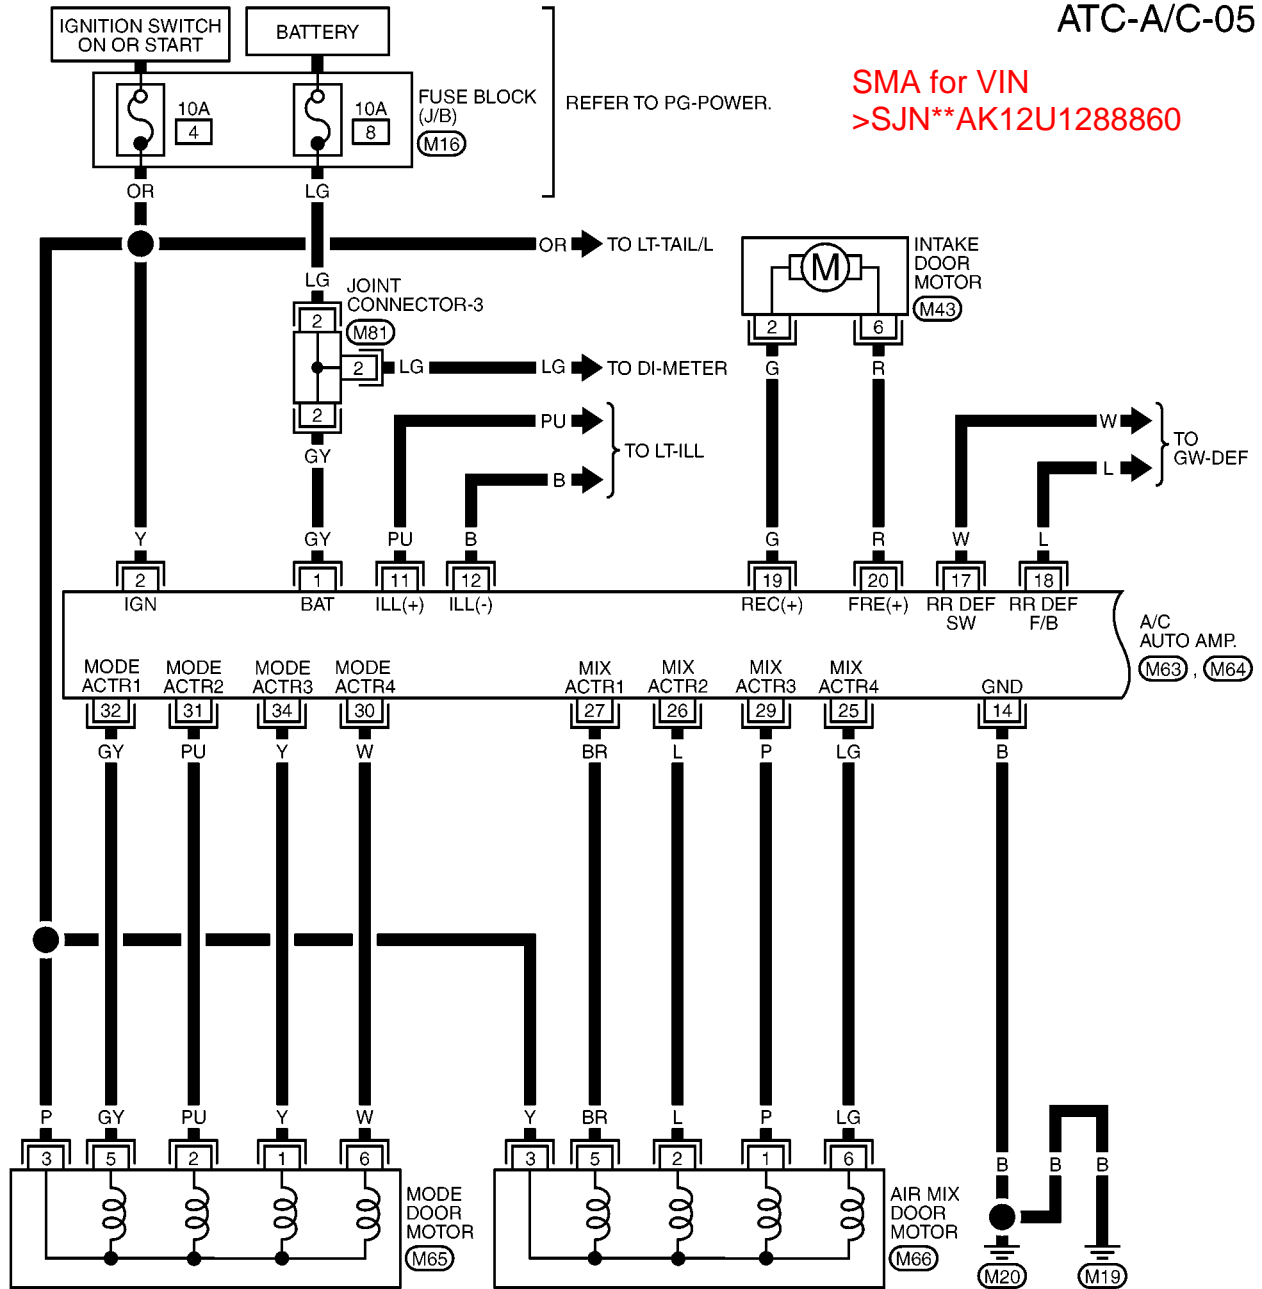 ATC-A/C-05
IGNITION SWITCH
ON OR START
BATTERY
SMA for VIN
>SJN**AK12U1288860
10A
4
10A
8
FUSE BLOCK
(J/B)
M16
REFER TO PG-POWER.
OR
LG
OR
TO LT-TAIL/L
LG
JOINT
CONNECTOR-3
M81
2
2
LG
LG
TO DI-METER
2
GY
PU
B
TO LT-ILL
M
INTAKE
DOOR
MOTOR
M43
2
6
G
R
W
L
TO
GW-DEF
Y
GY
PU
B
G
R
W
L
2
1
11
12
19
20
17
18
IGN
BAT
ILL(+)
ILL(-)
REC(+)
FRE(+)
RR DEF
SW
RR DEF
F/B
A/C
AUTO AMP.
M63 , M64
MODE
ACTR1
MODE
ACTR2
MODE
ACTR3
MODE
ACTR4
MIX
ACTR1
MIX
ACTR2
MIX
ACTR3
MIX
ACTR4
GND
32
31
34
30
27
26
29
25
14
GY
PU
Y
W
BR
L
P
LG
B
P
GY
PU
Y
W
Y
BR
L
P
LG
3
5
2
1
6
3
5
2
1
6
B
B
B
MODE
DOOR
MOTOR
M65
AIR MIX
DOOR
MOTOR
M66
M20
M19